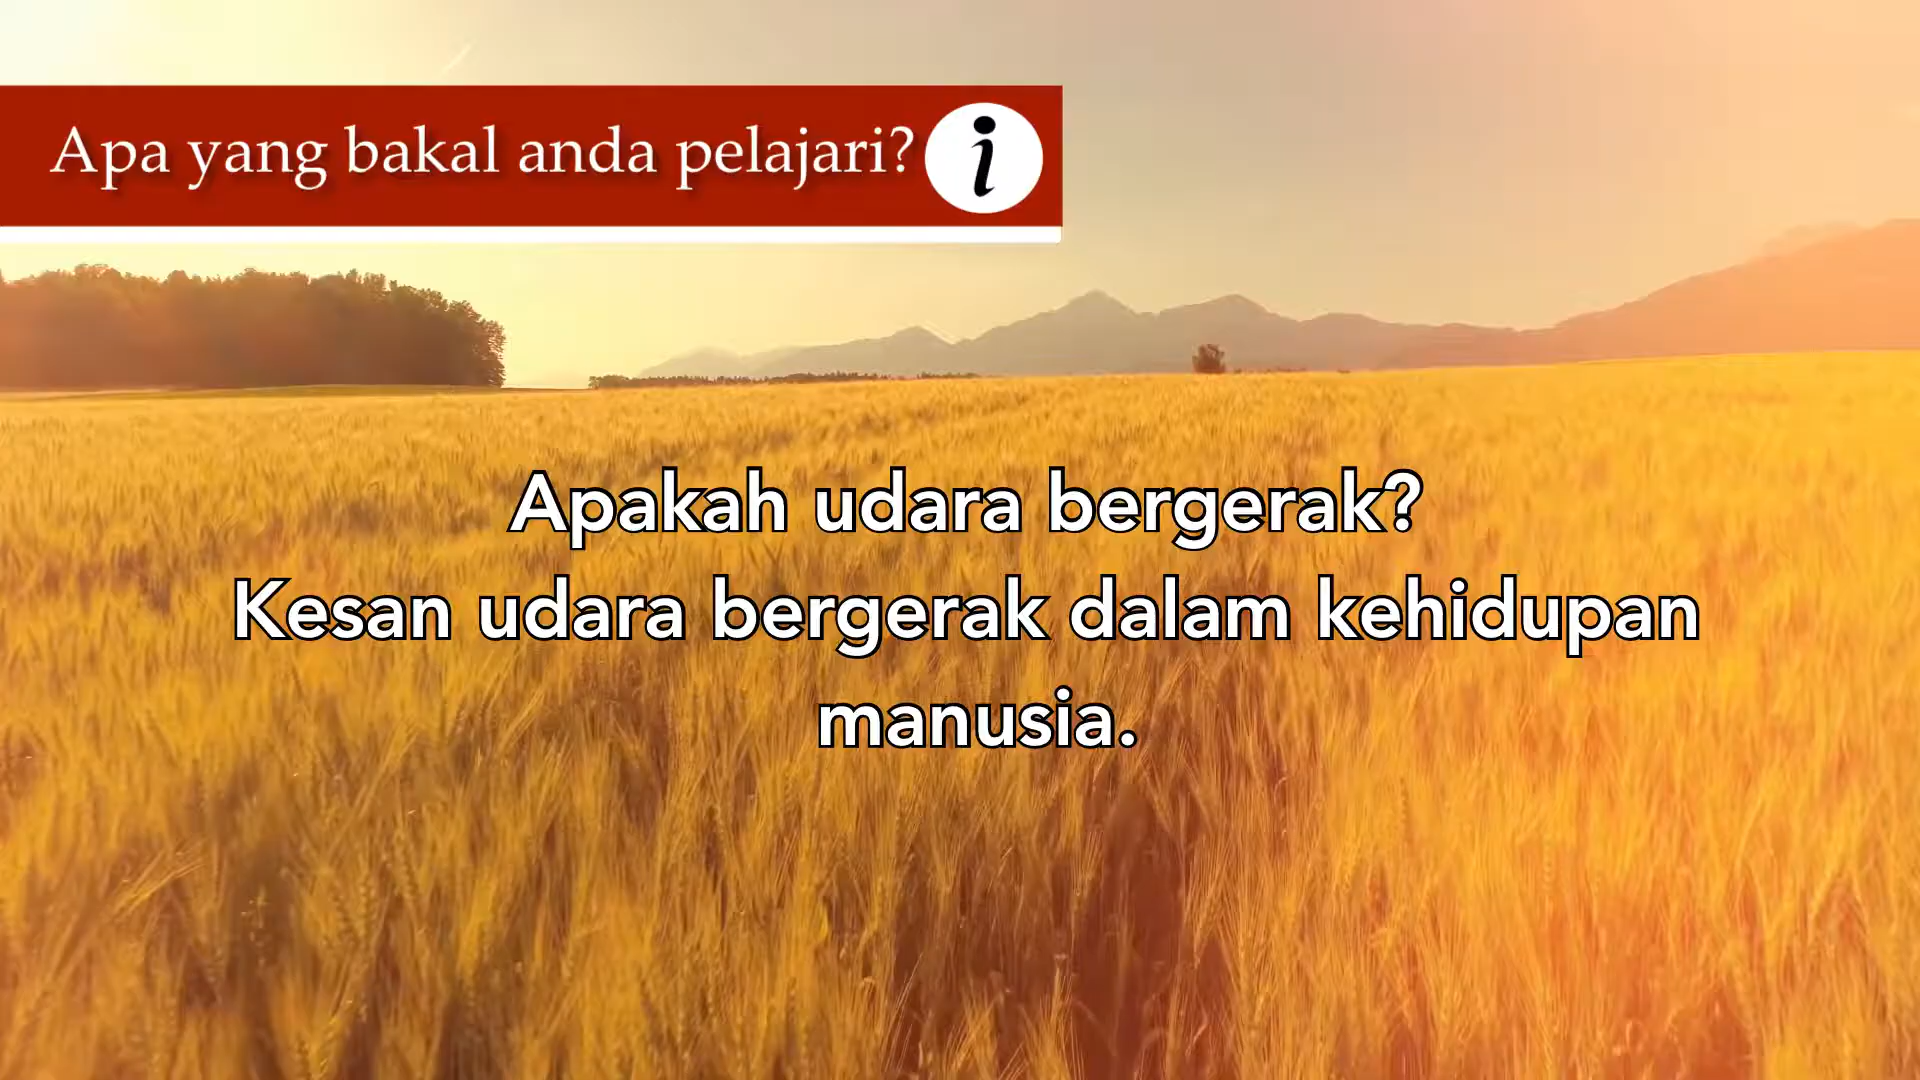 Apa yang bakal anda pelajari?
i
Apakah udara bergerak?
Kesan udara bergerak dalam kehidupan
manusia.